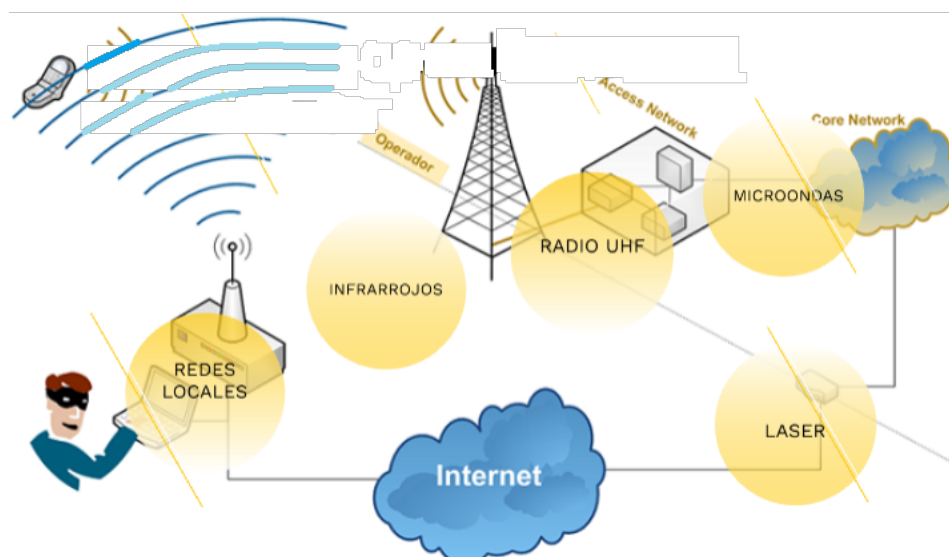 Access Network
Core Network
Operador
MICROONDAS
RADIO UHF
INFRARROJOS
REDES
LOCALES
LASER
Internet